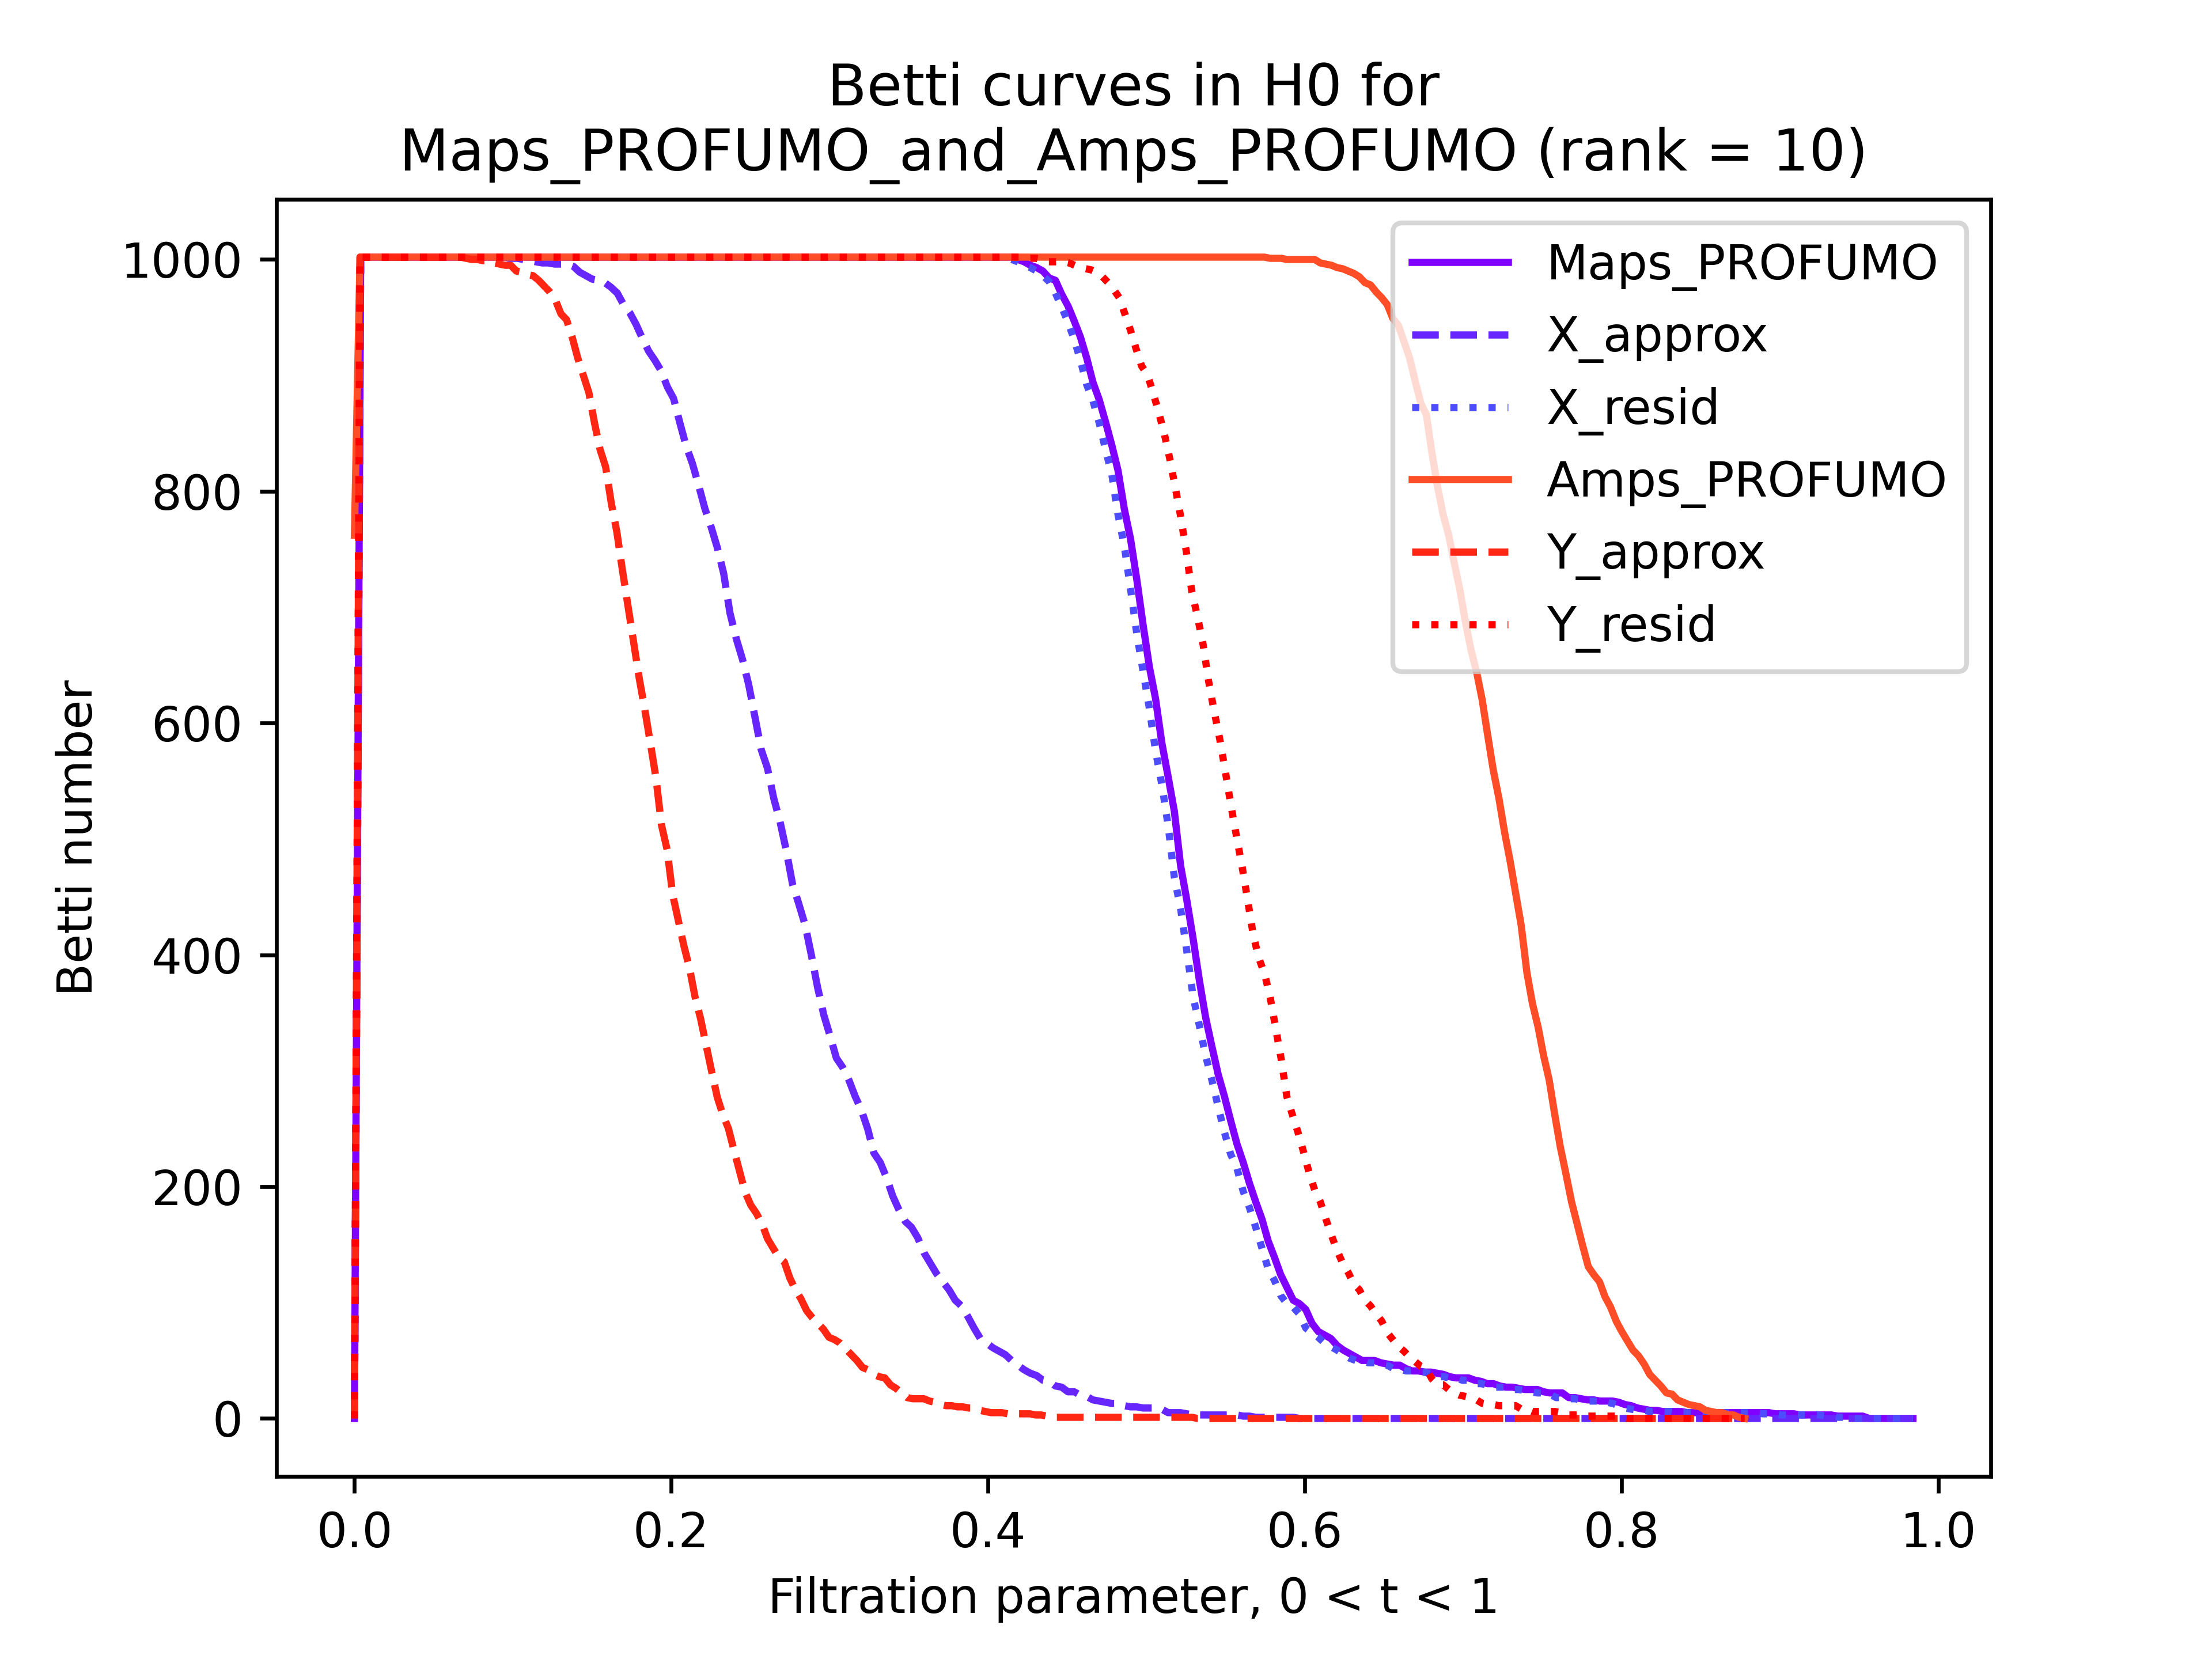 Betti curves in H0 for
Maps_PROFUMO_and_Amps_PROFUMO (rank = 10)
Maps_PROFUMO
X_approx
X_resid
Amps_PROFUMO
Y_approx
Y_resid
Betti number
1000
800
600
400
200
0
0.0 0.2 0.4 0.6 0.8 1.0
Filtration parameter, 0 < t < 1